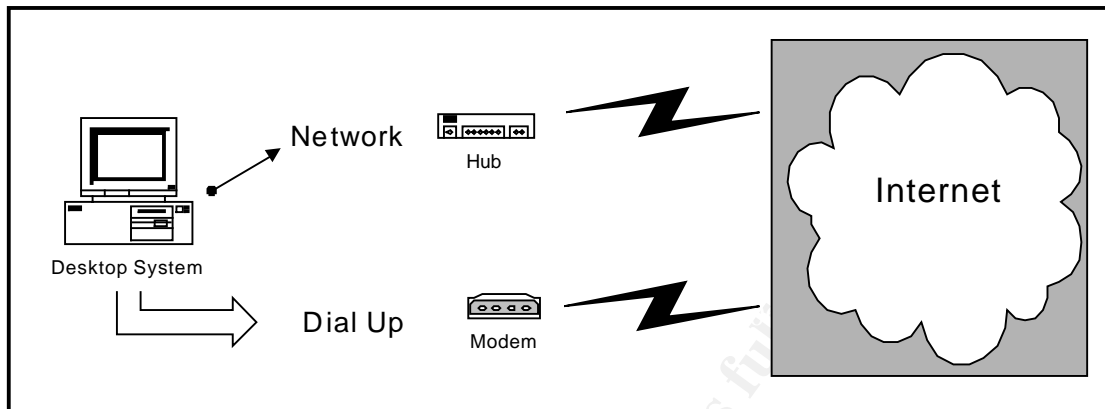 Network
Hub
Internet
Desktop System
Dial Up
Modem